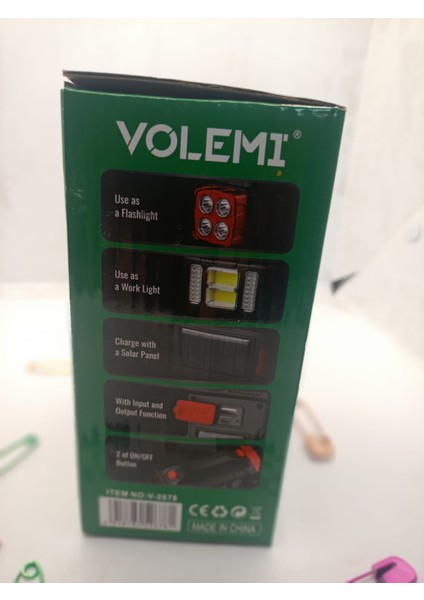 VOLEMI®
Use as
a Flashlight
Use as
a Work Light
Charge with
a Solar Panel
With Input and
Output Function
2 of ON/OFF
Button
ITEM NO:V-2878
CE
MADE IN CHINA